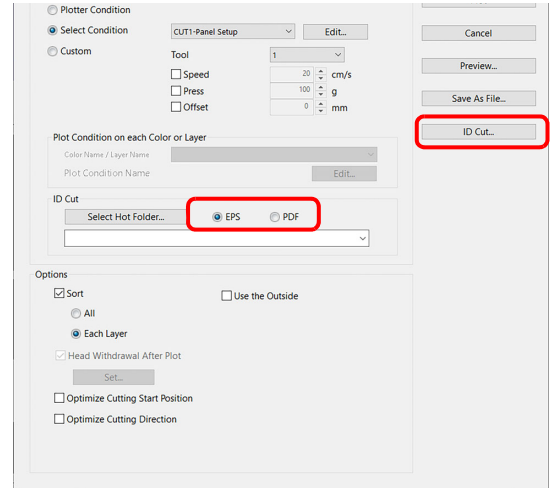 Plotter Condition
Select Condition
CUT1-Panel Setup
Edit...
Cancel
Custom
Tool
1
Speed
20
cm/s
Preview...
Press
100
g
Save As File...
Offset
0
mm
ID Cut...
Plot Condition on each Color or Layer
Color Name / Layer Name
Plot Condition Name
Edit...
ID Cut
Select Hot Folder...
EPS
PDF
Options
Sort
Use the Outside
All
Each Layer
Head Withdrawal After Plot
Set...
Optimize Cutting Start Position
Optimize Cutting Direction